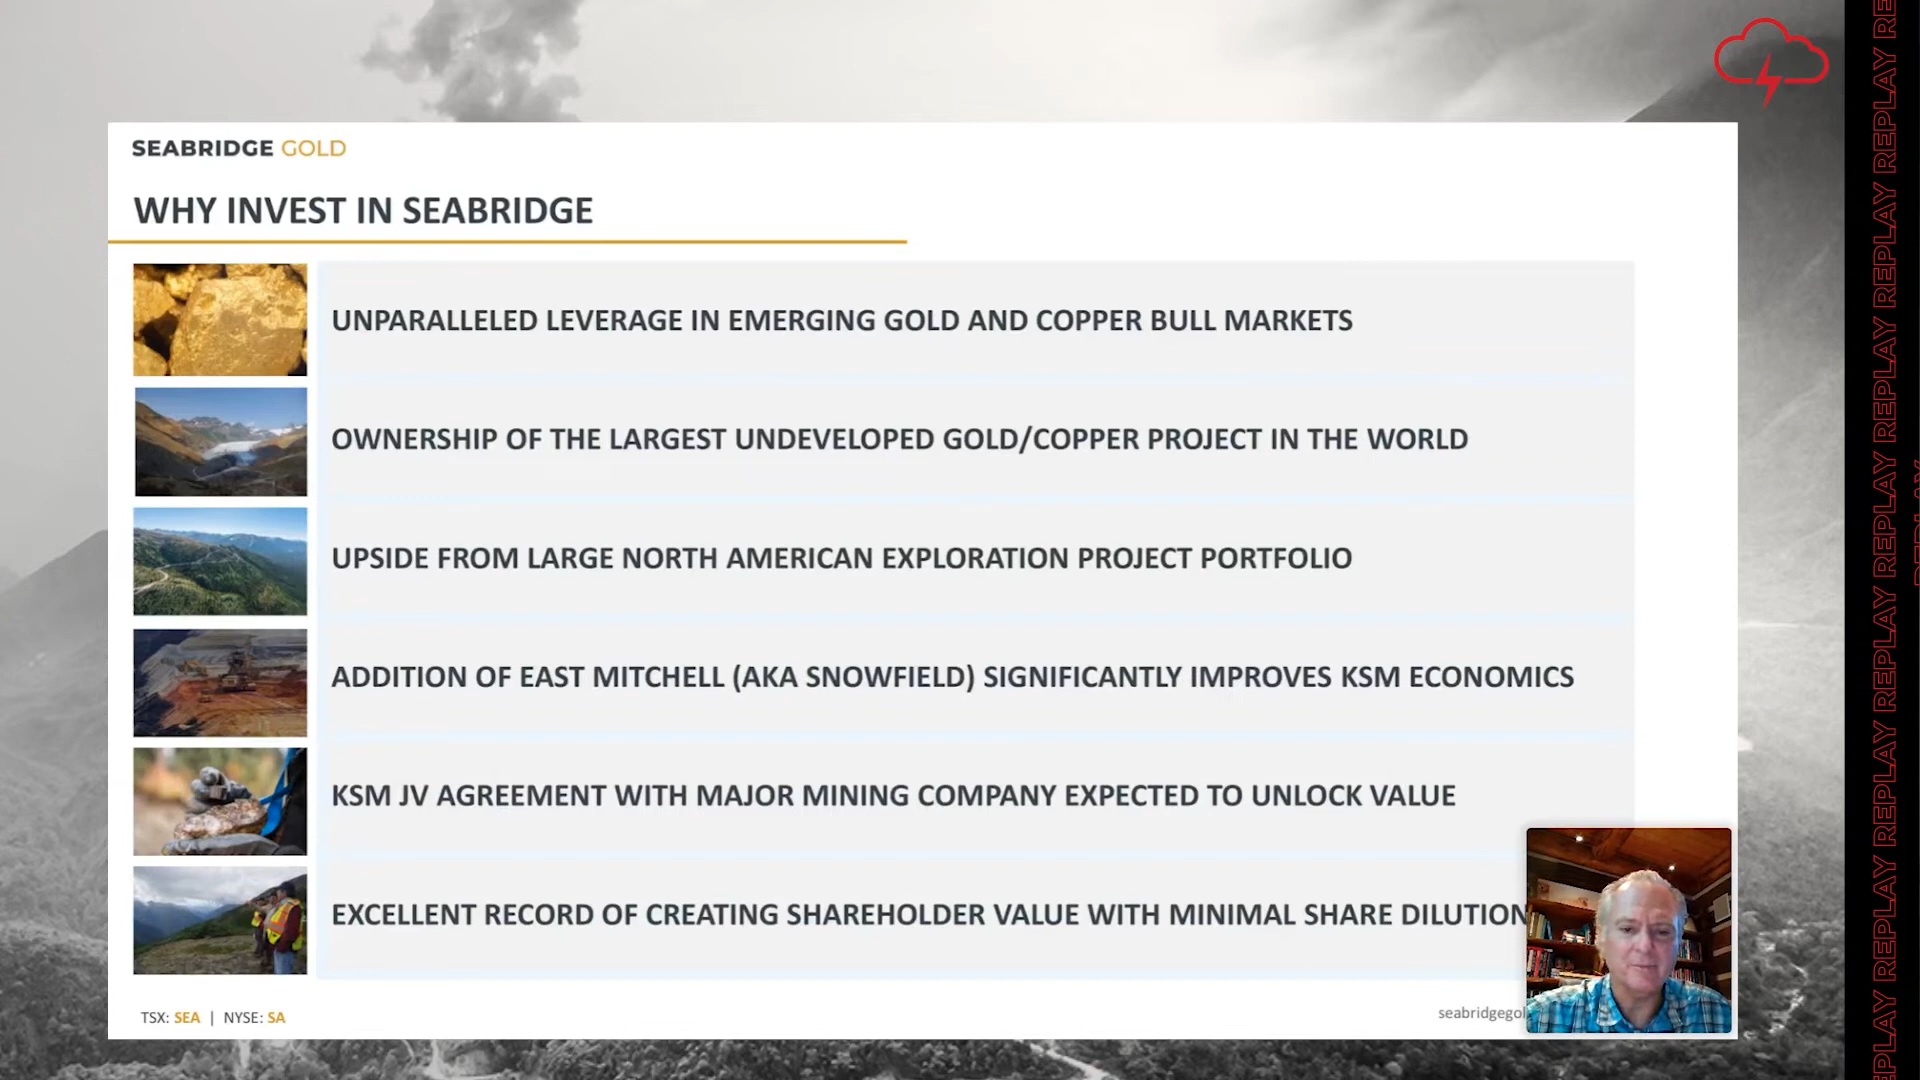 SEABRIDGE GOLD
WHY INVEST IN SEABRIDGE
UNPARALLELED LEVERAGE IN EMERGING GOLD AND COPPER BULL MARKETS
OWNERSHIP OF THE LARGEST UNDEVELOPED GOLD/COPPER PROJECT IN THE WORLD
UPSIDE FROM LARGE NORTH AMERICAN EXPLORATION PROJECT PORTFOLIO
ADDITION OF EAST MITCHELL (AKA SNOWFIELD) SIGNIFICANTLY IMPROVES KSM ECONOMICS
KSM JV AGREEMENT WITH MAJOR MINING COMPANY EXPECTED TO UNLOCK VALUE
EXCELLENT RECORD OF CREATING SHAREHOLDER VALUE WITH MINIMAL SHARE DILUTION
TSX: SEA | NYSE: SA
seabridgegol
REPLAY REPLAY REPLAY REPLAY REPLAY REPLAY REPLAY